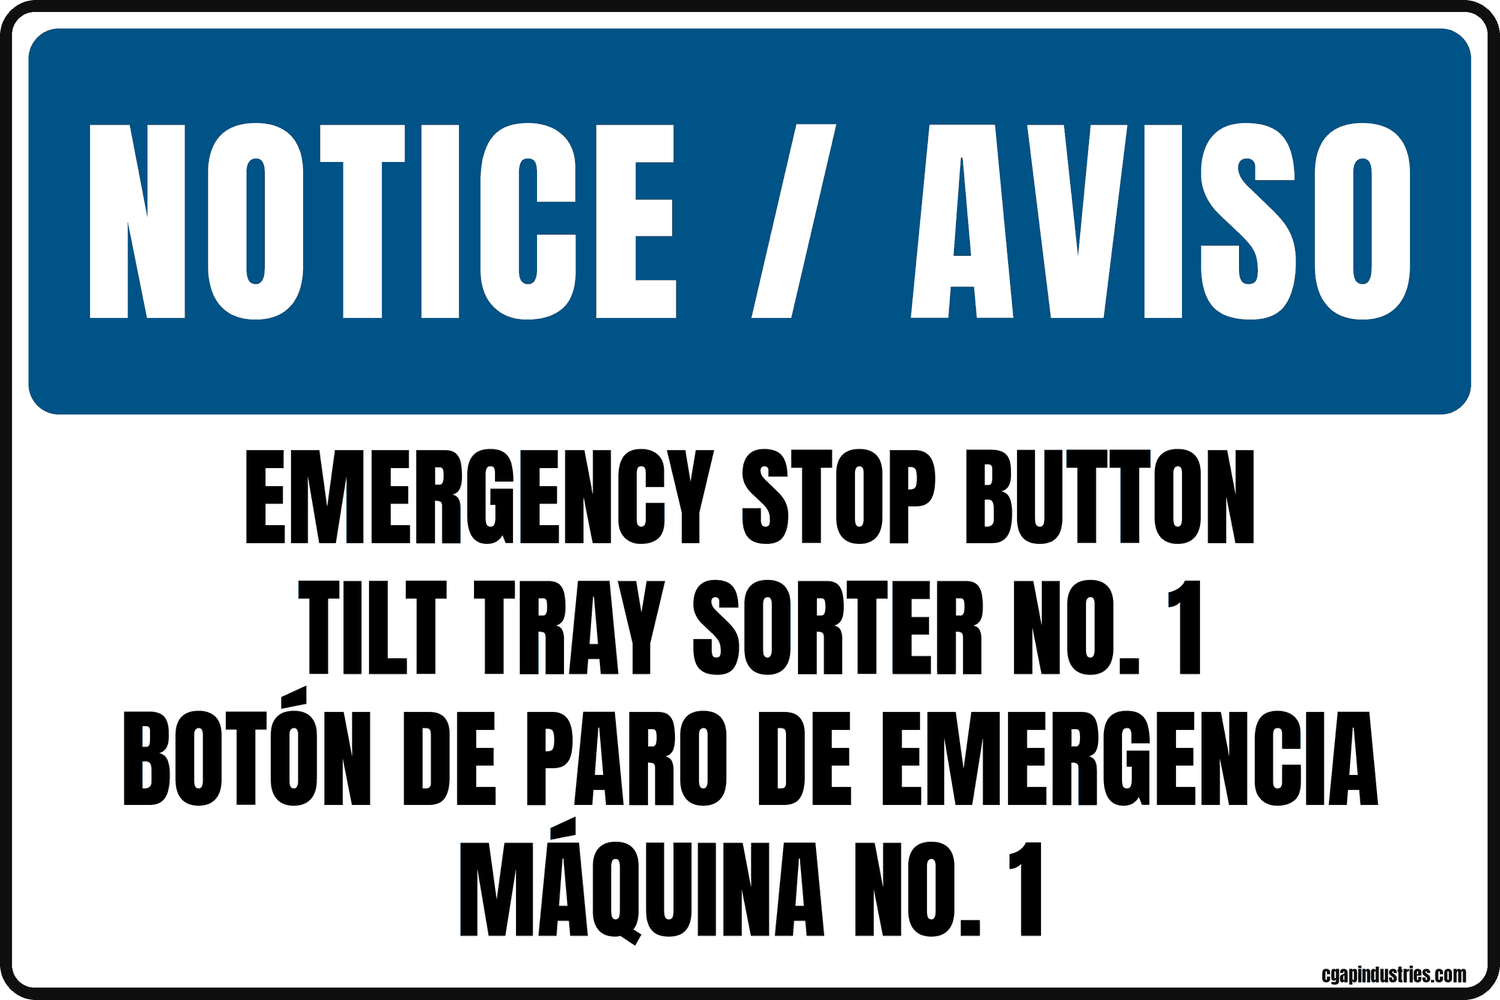 NOTICE / AVISO
EMERGENCY STOP BUTTON
TILT TRAY SORTER NO. 1
BOTÓN DE PARO DE EMERGENCIA
MÁQUINA NO. 1
cgapindustries.com